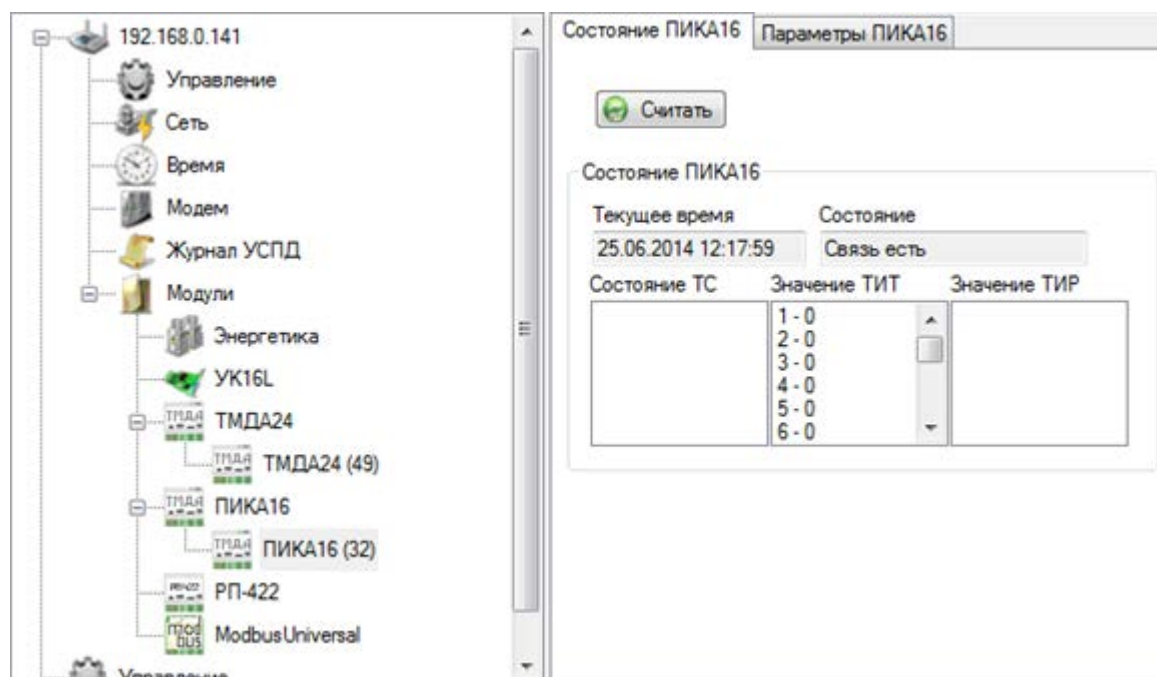 192.168.0.141
Управление
Сеть
Время
Модем
Журнал УСПД
Модули
Энергетика
УК16L
ТМДА24
ТМДА24 (49)
ПИКА16
ПИКА16 (32)
РП-422
ModbusUniversal
Управление
Состояние ПИКА16 Параметры ПИКА16
Считать
Состояние ПИКА16
Текущее время Состояние
25.06.2014 12:17:59 Связь есть
Состояние ТС Значение ТИТ Значение ТИР
1 - 0
2 - 0
3 - 0
4 - 0
5 - 0
6 - 0